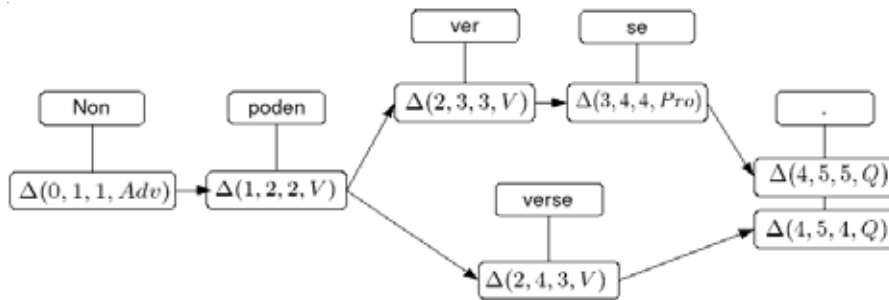 ver
se
Non
poden
.
Δ(2, 3, 3, V)
Δ(3, 4, 4, Pro)
Δ(0, 1, 1, Adv)
Δ(1, 2, 2, V)
Δ(4, 5, 5, Q)
verse
Δ(4, 5, 4, Q)
Δ(2, 4, 3, V)